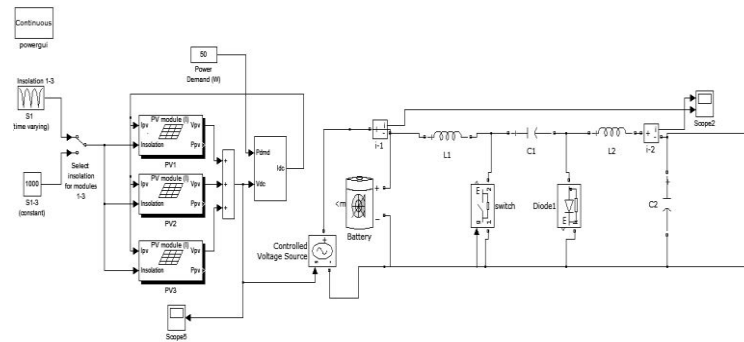 Continuous
powergui
Insolation 1-3
S1
(time varying)
1000
S1-3
(constant)
Select
insolation
for modules
1-3
50
Power
Demand (W)
PV module (I)
Ipv
Vpv
Insolation
Ppv
PV1
PV module (I)
Ipv
Vpv
Insolation
Ppv
PV2
PV module (I)
Ipv
Vpv
Insolation
Ppv
PV3
+
+
+
Pdmd
Idc
Vdc
Scope5
Controlled
Voltage Source
+
-
<m
+
-
Battery
+
i
-
i-1
L1
C1
L2
+
i
-
i-2
Scope2
E
switch
E
Diode1
C2